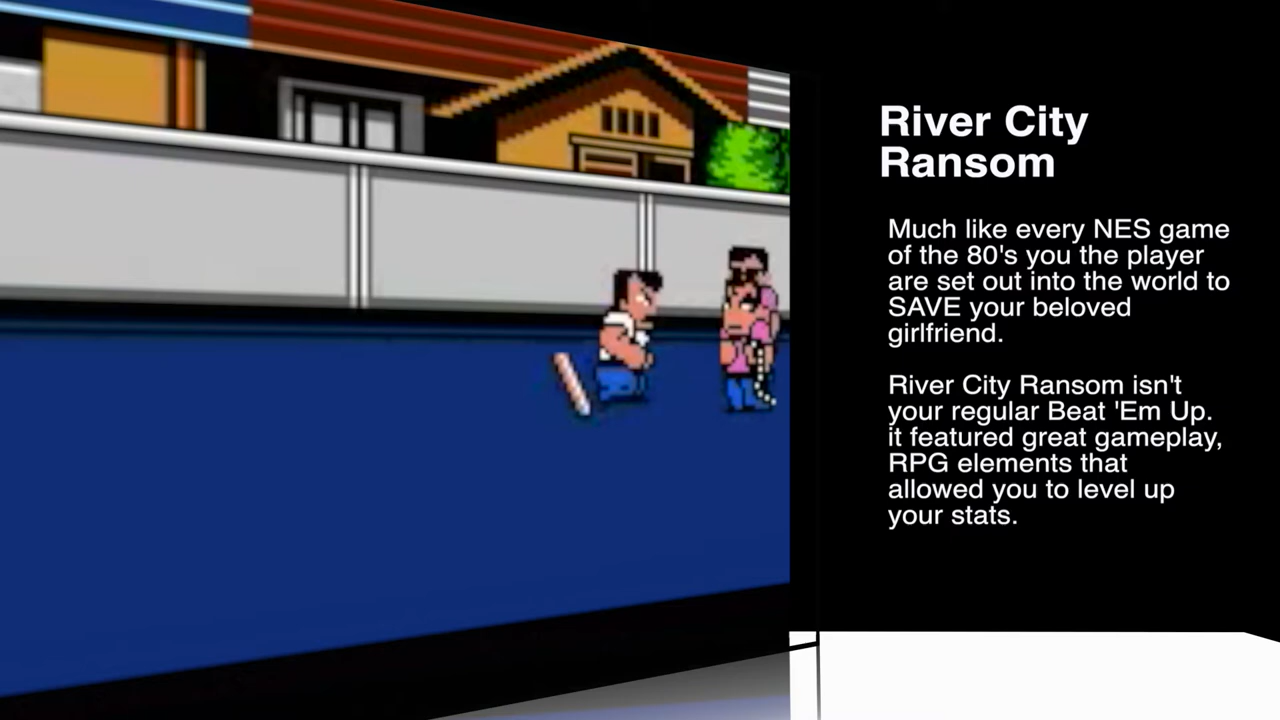 River City
Ransom
Much like every NES game
of the 80's you the player
are set out into the world to
SAVE your beloved
girlfriend.
River City Ransom isn't
your regular Beat 'Em Up.
it featured great gameplay,
RPG elements that
allowed you to level up
your stats.